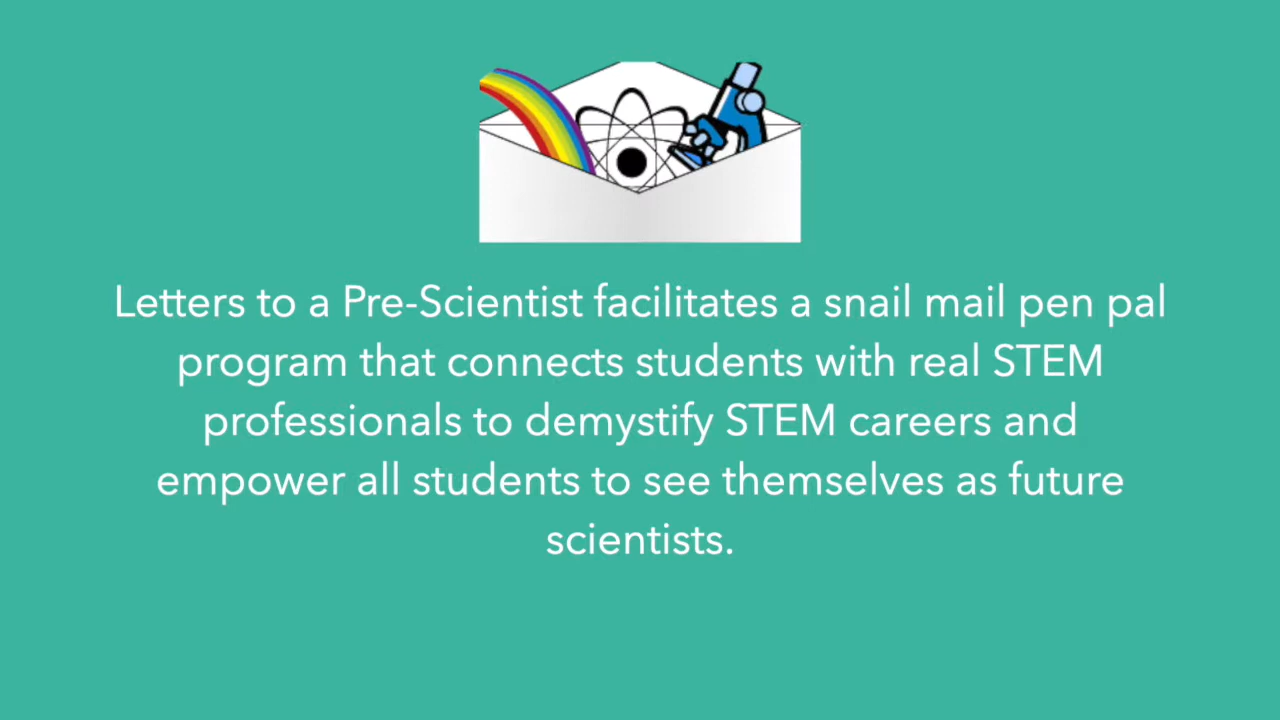 Letters to a Pre-Scientist facilitates a snail mail pen pal
program that connects students with real STEM
professionals to demystify STEM careers and
empower all students to see themselves as future
scientists.